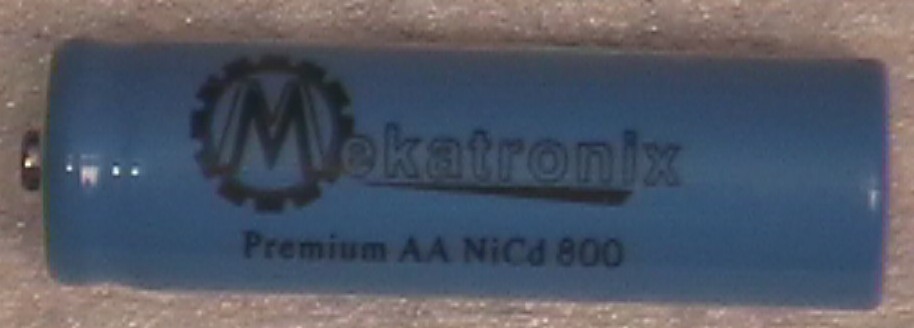 Mekatronix
Premium AA NiCd 800